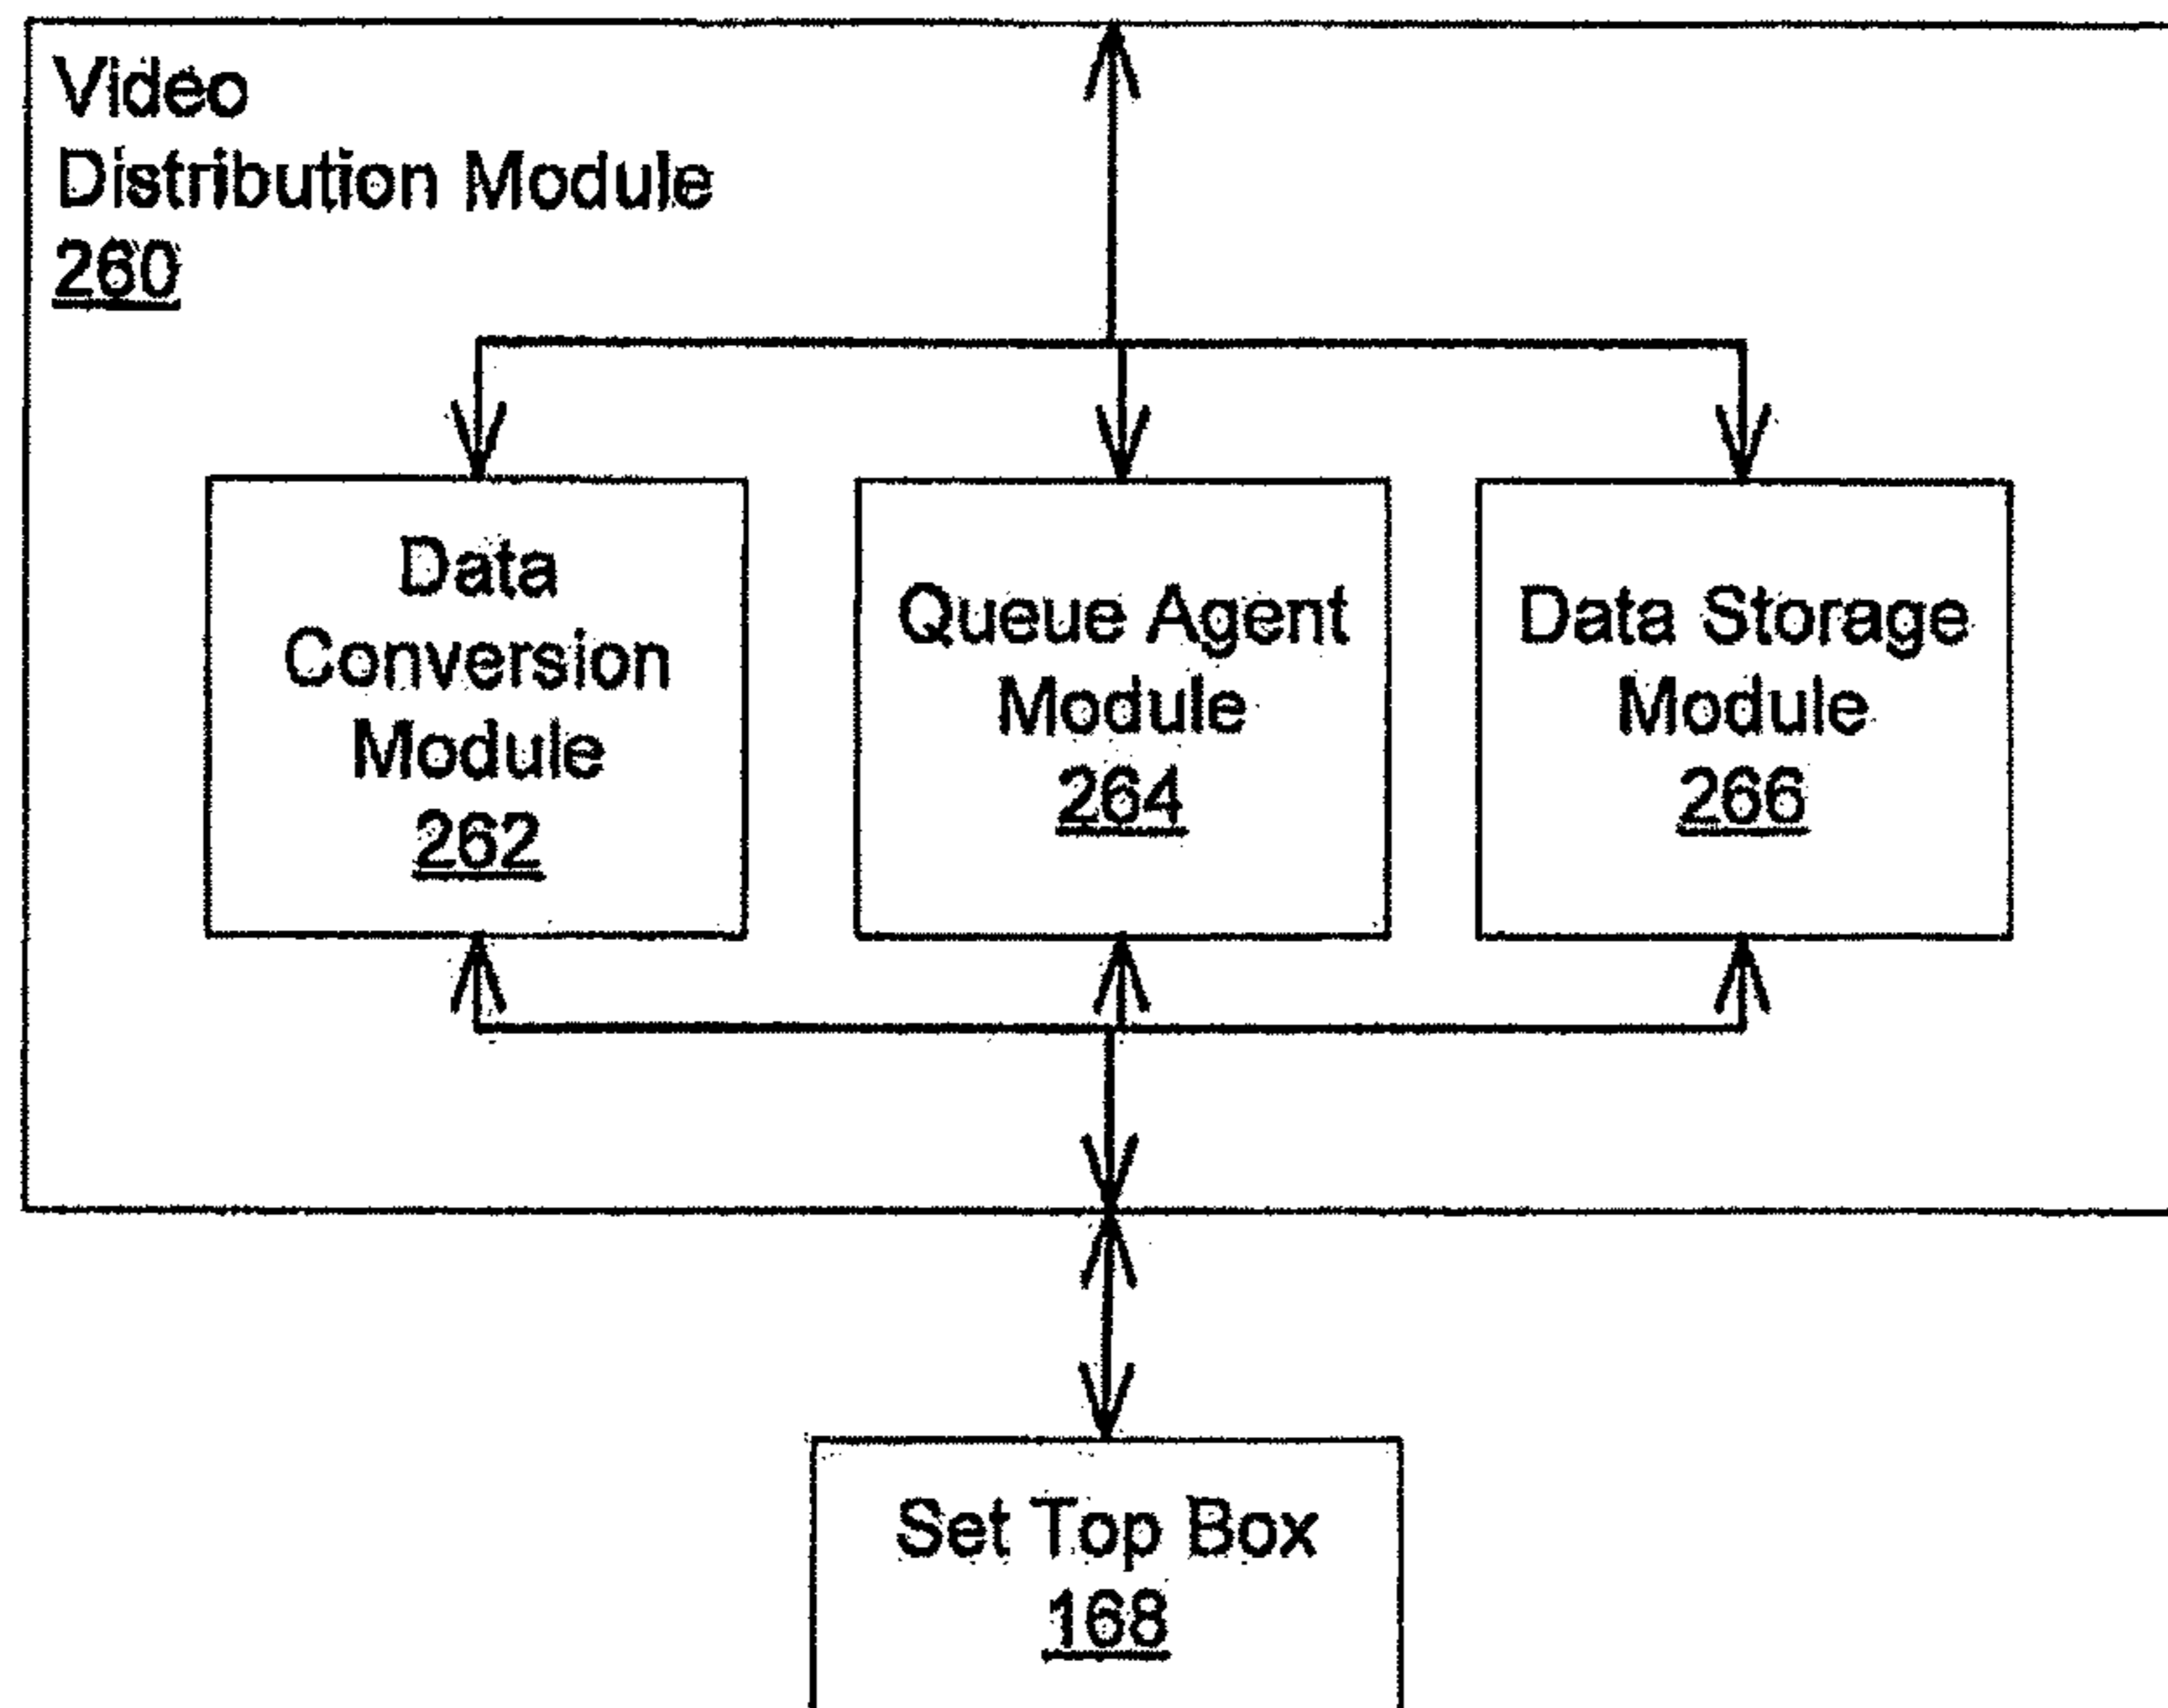 Video
Distribution Module
260
Data
Conversion
Module
262
Queue Agent
Module
264
Data Storage
Module
266
Set Top Box
168